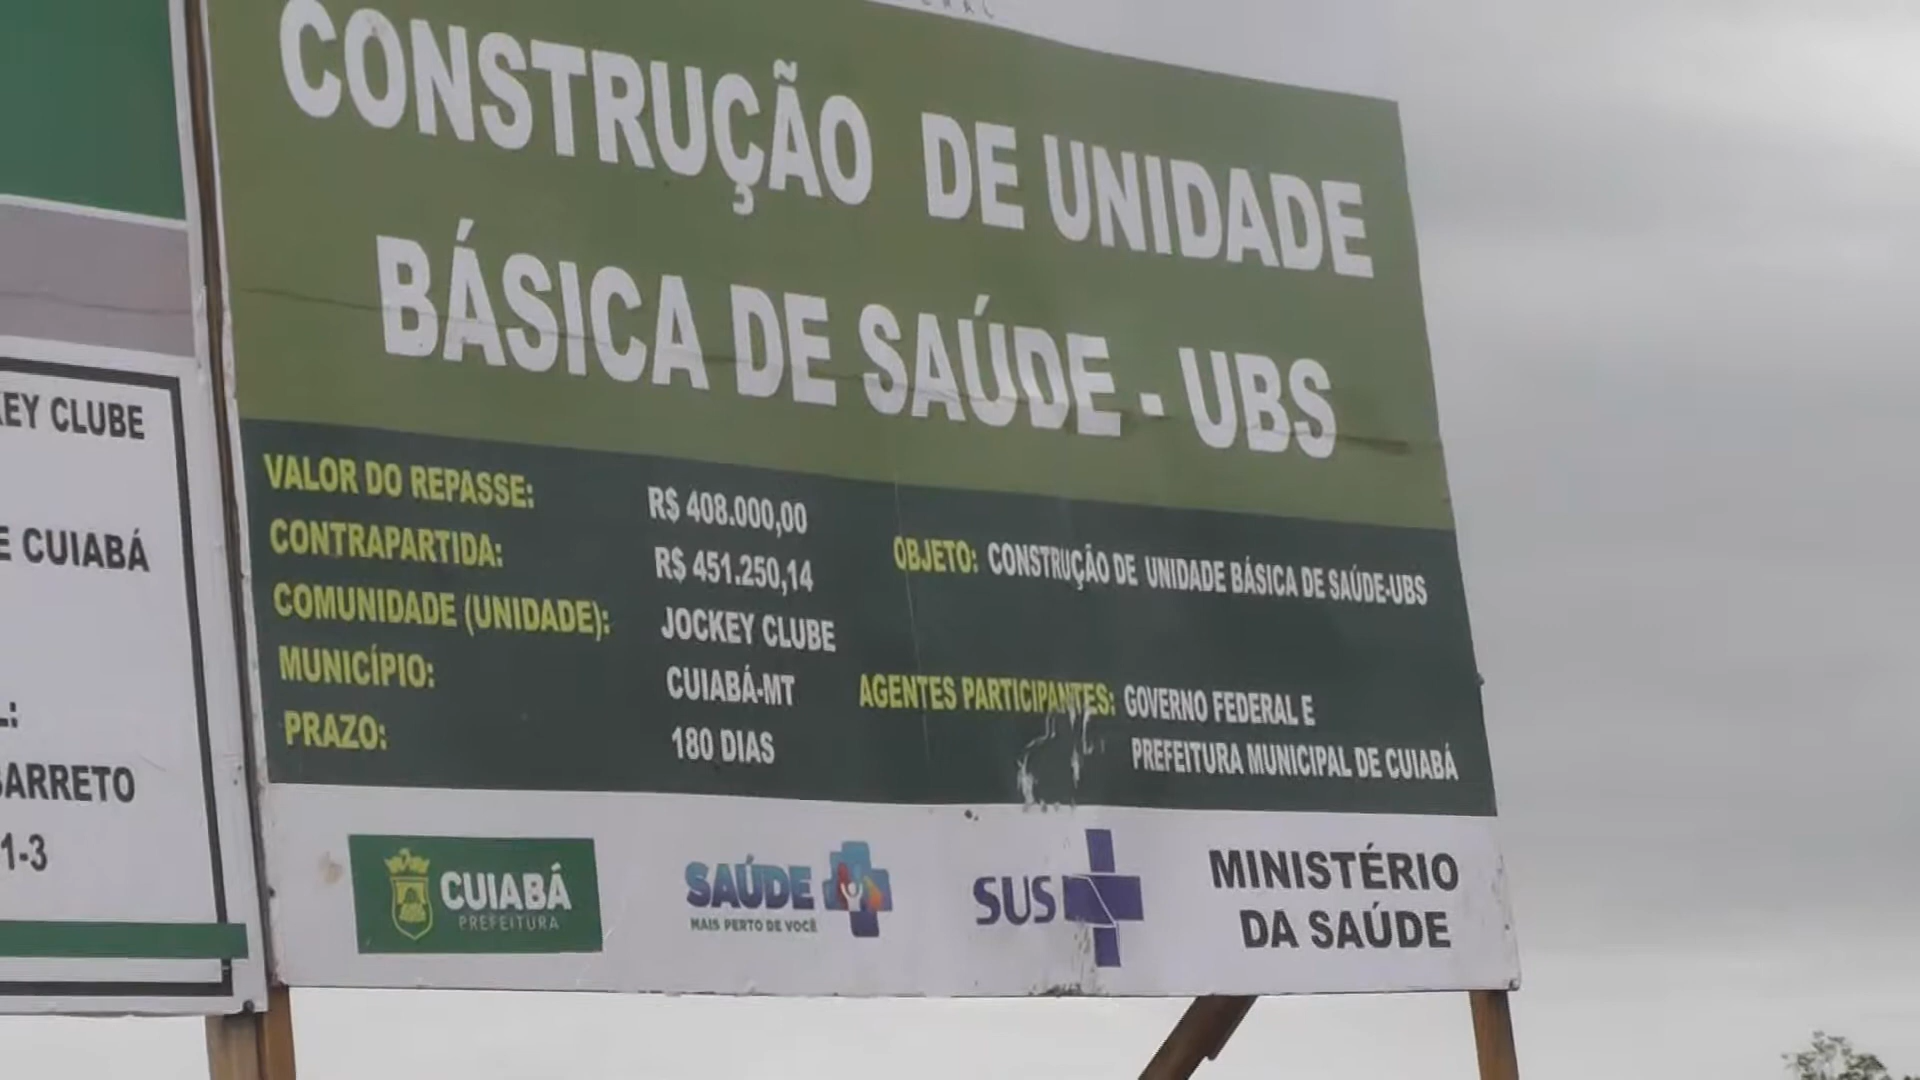 CONSTRUÇÃO DE UNIDADE
BÁSICA DE SAÚDE - UBS
VALOR DO REPASSE: R$ 408.000,00
CONTRAPARTIDA: R$ 451.250,14
COMUNIDADE (UNIDADE): JOCKEY CLUBE
MUNICÍPIO: CUIABÁ-MT
PRAZO: 180 DIAS
OBJETO: CONSTRUÇÃO DE UNIDADE BÁSICA DE SAÚDE-UBS
AGENTES PARTICIPANTES: GOVERNO FEDERAL E
PREFEITURA MUNICIPAL DE CUIABÁ
CUIABÁ
PREFEITURA
SAÚDE
MAIS PERTO DE VOCÊ
SUS
MINISTÉRIO
DA SAÚDE
CLUBE
E CUIABÁ
ARRETO
1-3